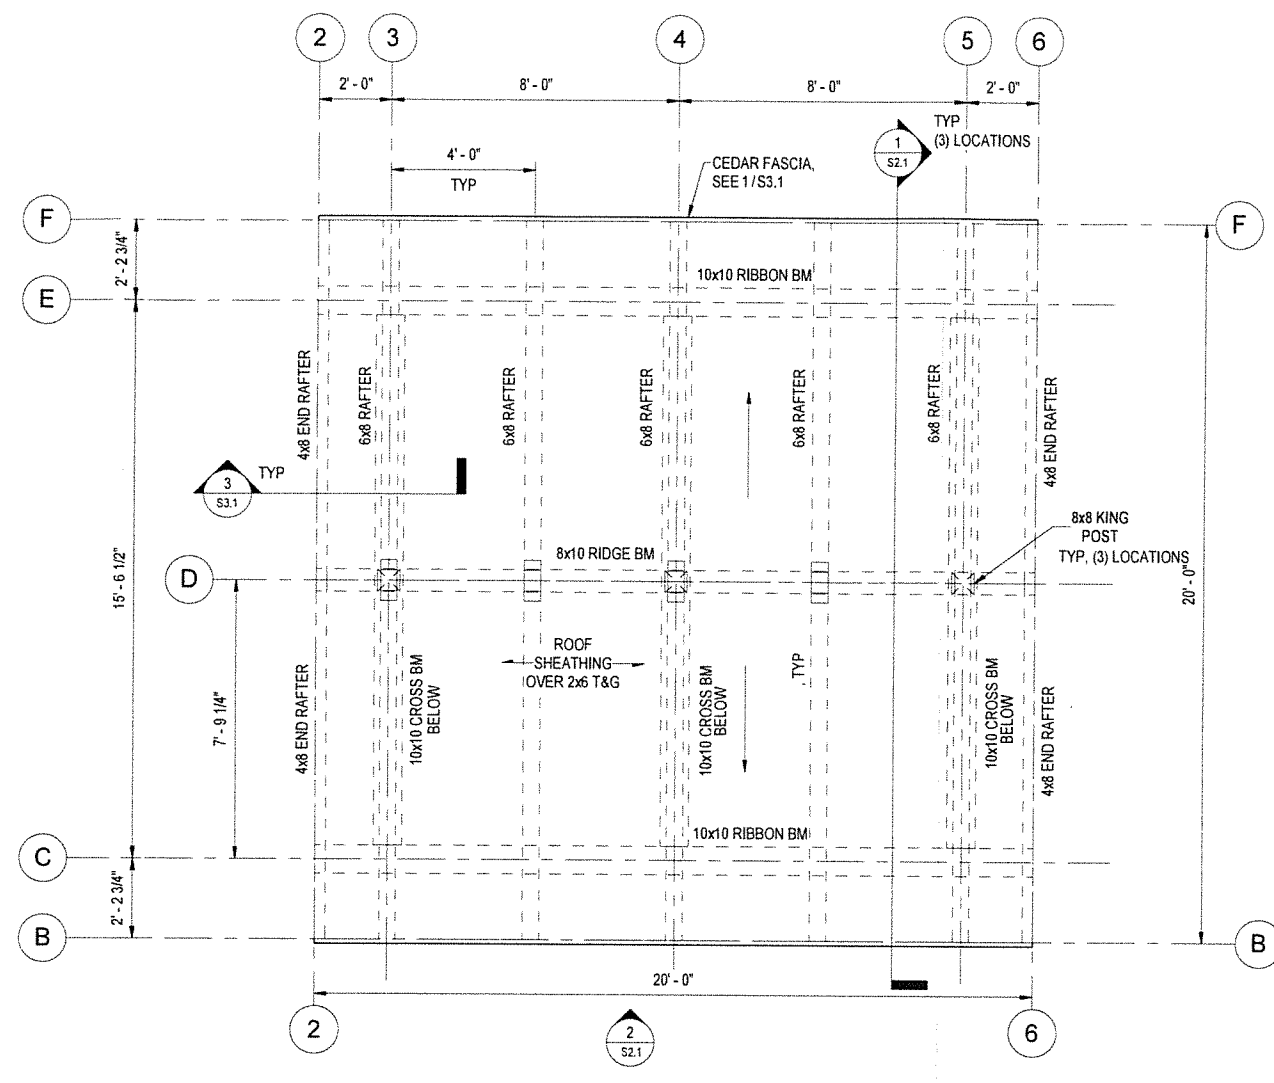 2
3
4
5
6
2' - 0"
8' - 0"
8' - 0"
2' - 0"
TYP
(3) LOCATIONS
1
S2.1
4' - 0"
TYP
CEDAR FASCIA,
SEE 1 / S3.1
F
F
2' - 2 3/4"
10x10 RIBBON BM
E
4x8 END RAFTER
6x8 RAFTER
6x8 RAFTER
6x8 RAFTER
6x8 RAFTER
6x8 RAFTER
4x8 END RAFTER
3
S3.1
TYP
8x8 KING
POST
TYP, (3) LOCATIONS
8x10 RIDGE BM
D
15' - 6 1/2"
20' - 0"
ROOF
SHEATHING
OVER 2x6 T&G
7' - 9 1/4"
4x8 END RAFTER
10x10 CROSS BM
BELOW
10x10 CROSS BM
BELOW
TYP
10x10 CROSS BM
BELOW
4x8 END RAFTER
10x10 RIBBON BM
C
2' - 2 3/4"
B
B
20' - 0"
2
2
S2.1
6